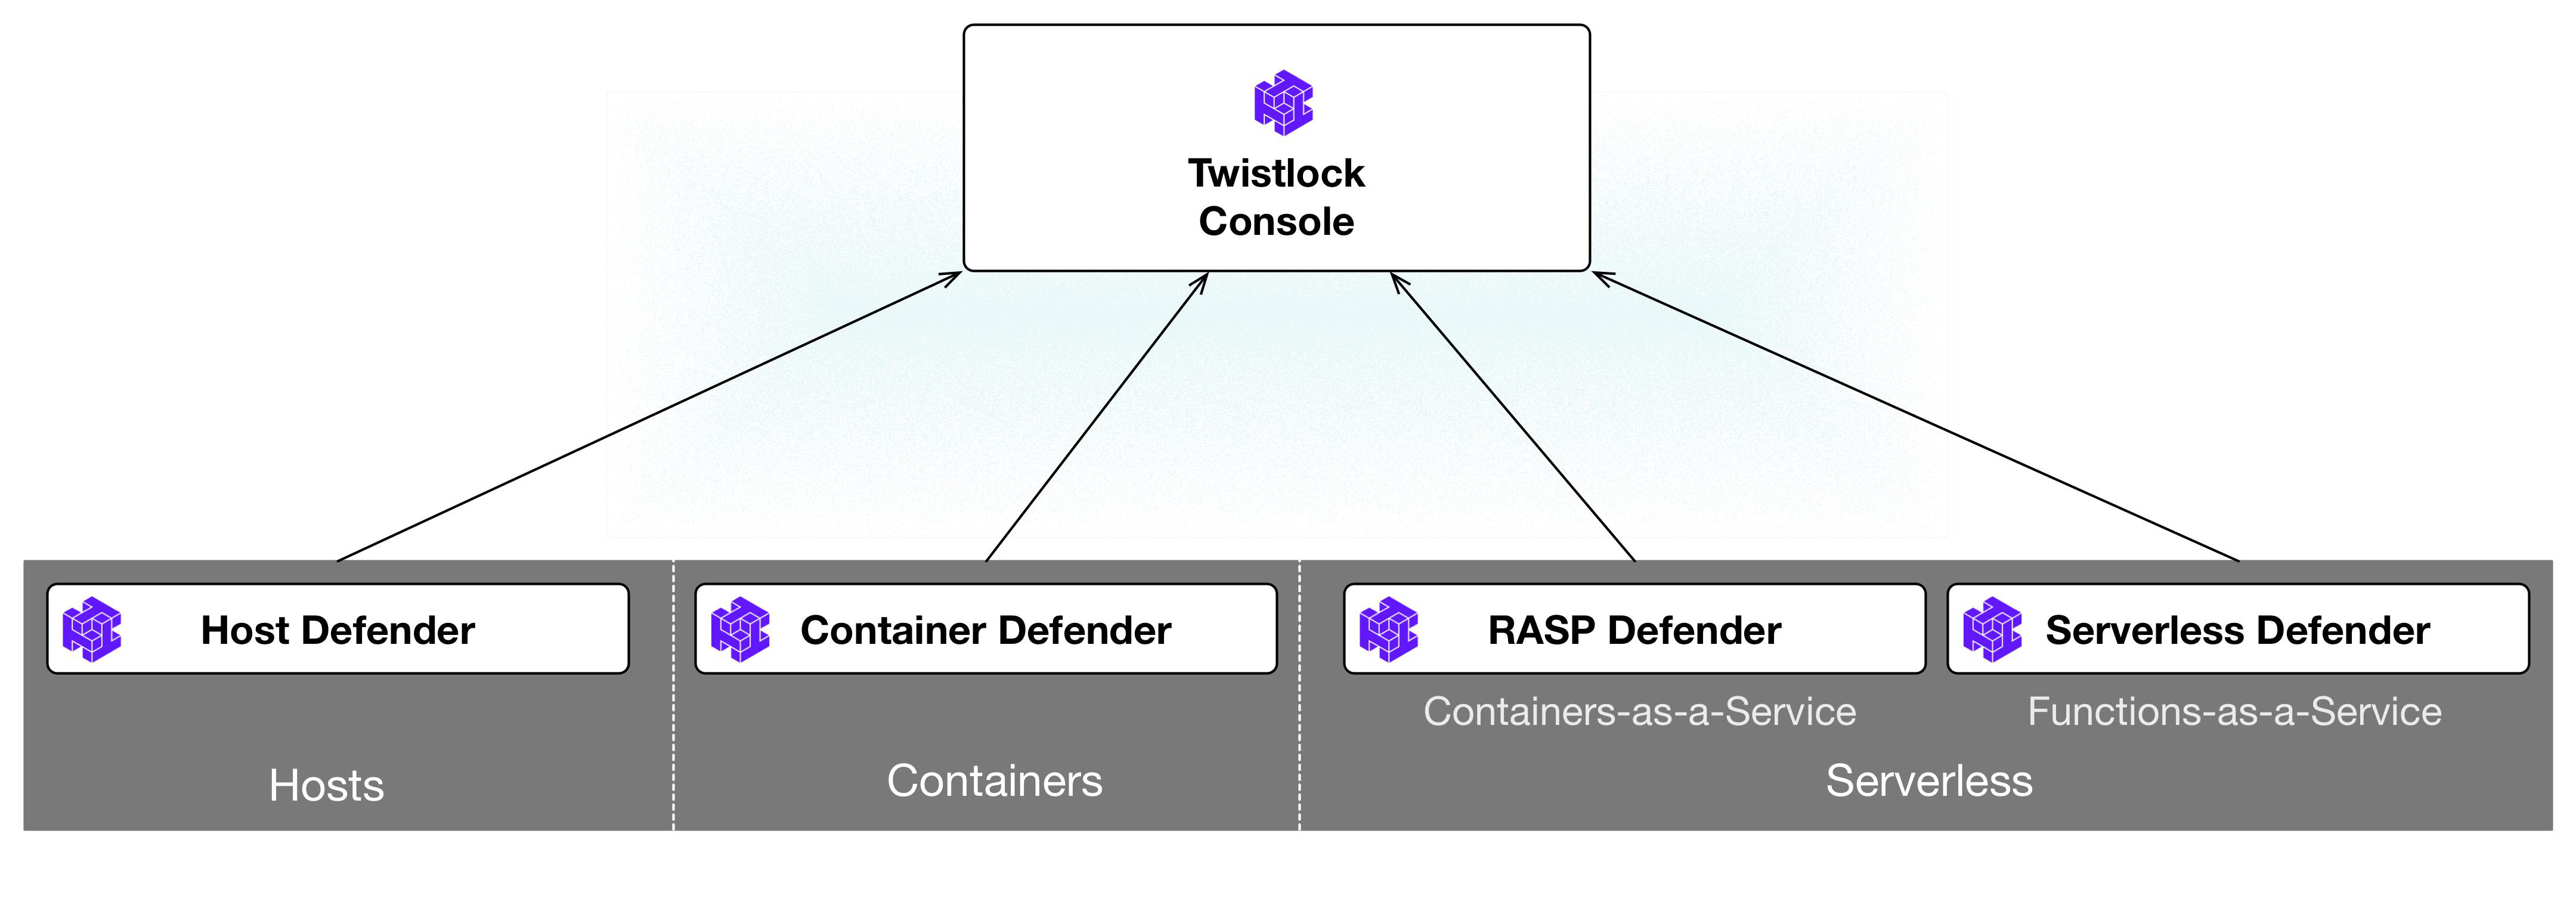 Twistlock
Console
Host Defender
Container Defender
RASP Defender
Serverless Defender
Containers-as-a-Service
Functions-as-a-Service
Hosts
Containers
Serverless